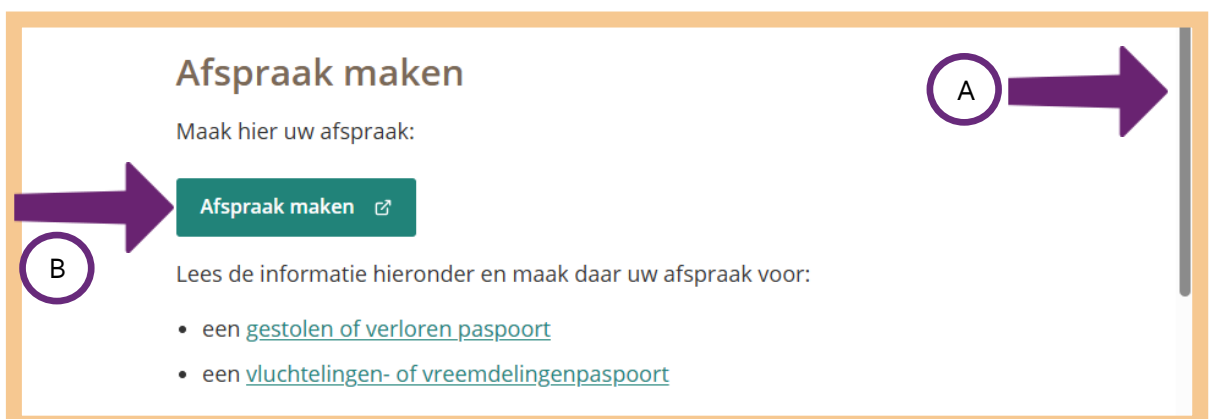 Afspraak maken
A
Maak hier uw afspraak:
Afspraak maken
B
Lees de informatie hieronder en maak daar uw afspraak voor:
• een gestolen of verloren paspoort
• een vluchtelingen- of vreemdelingenpaspoort